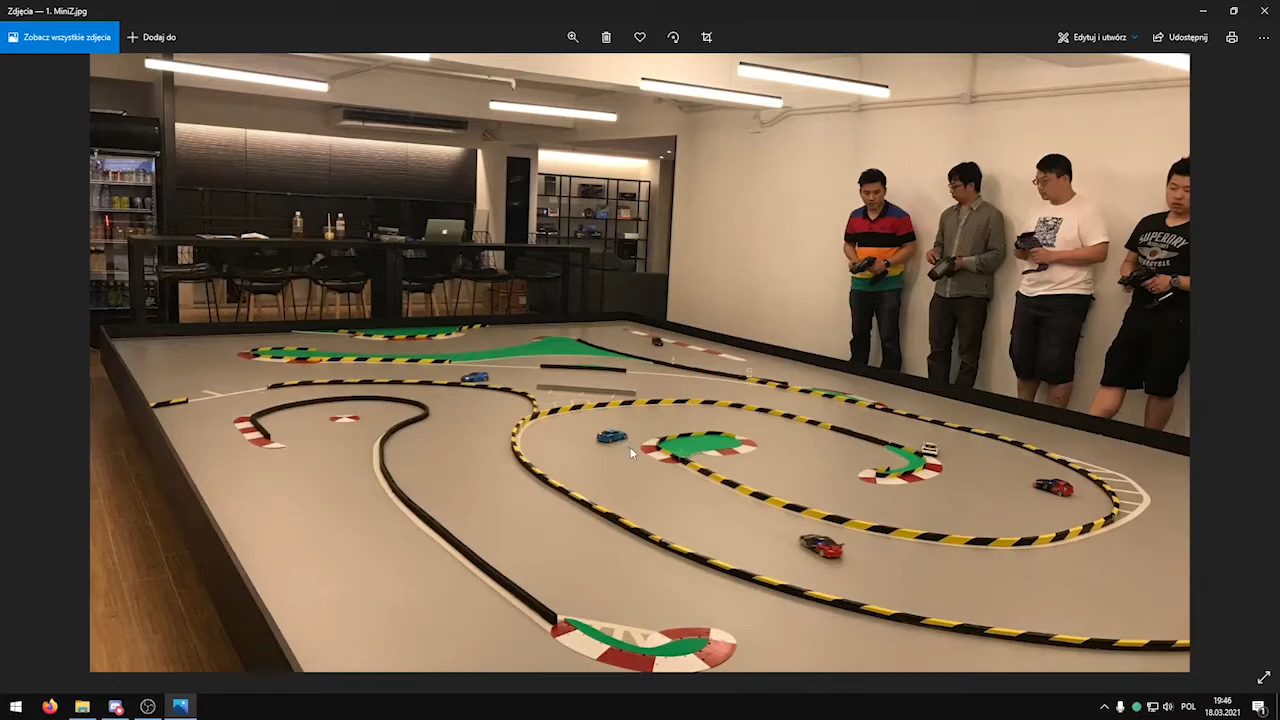 Zdjęcia — 1. MiniZ.jpg
Zobacz wszystkie zdjęcia
Dodaj do
Edytuj i utwórz
Udostępnij
SUPERDRY
MOTORCYCLE
POL
19:46
18.03.2021